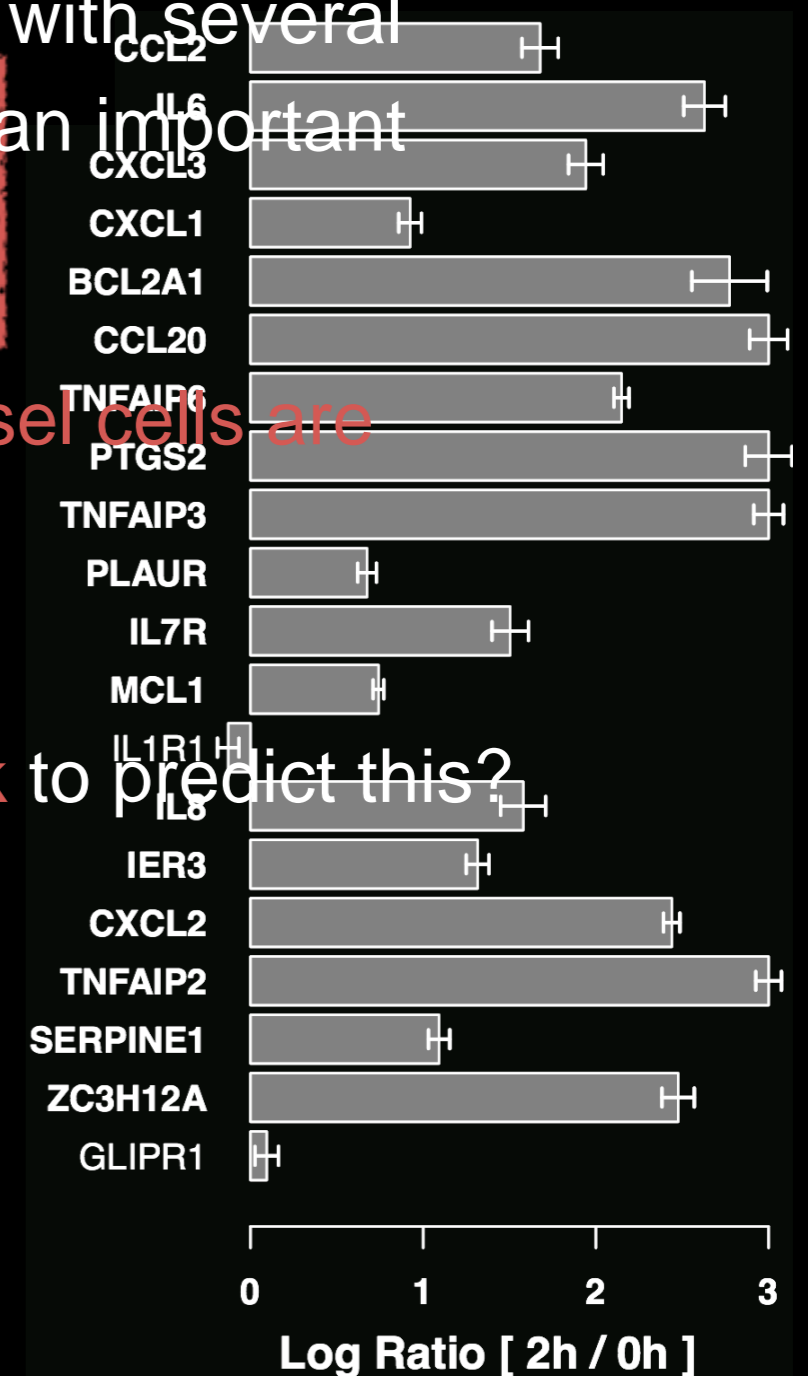 with several
CCL2
IL6
an important
CXCL3
CXCL1
BCL2A1
CCL20
TNFAIP6
sel cells are
PTGS2
TNFAIP3
PLAUR
IL7R
MCL1
IL1R1
to predict this?
IL8
IER3
CXCL2
TNFAIP2
SERPINE1
ZC3H12A
GLIPR1
0 1 2 3
Log Ratio [ 2h / 0h ]